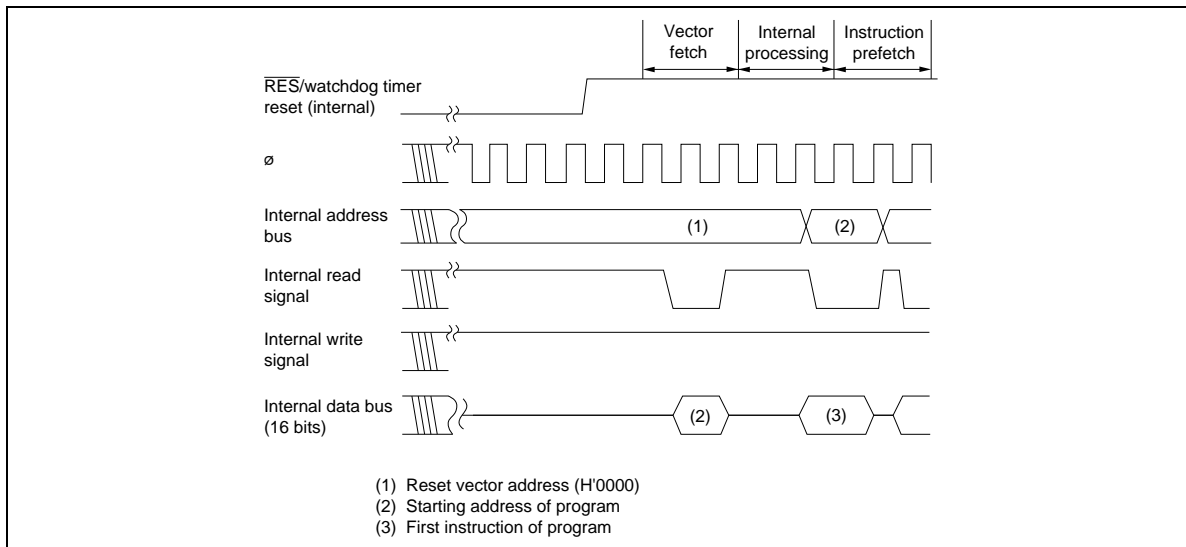 Vector fetch
Internal processing
Instruction prefetch
RES/watchdog timer
reset (internal)
ø
Internal address
bus
(1)
(2)
Internal read
signal
Internal write
signal
Internal data bus
(16 bits)
(2)
(3)
(1) Reset vector address (H'0000)
(2) Starting address of program
(3) First instruction of program